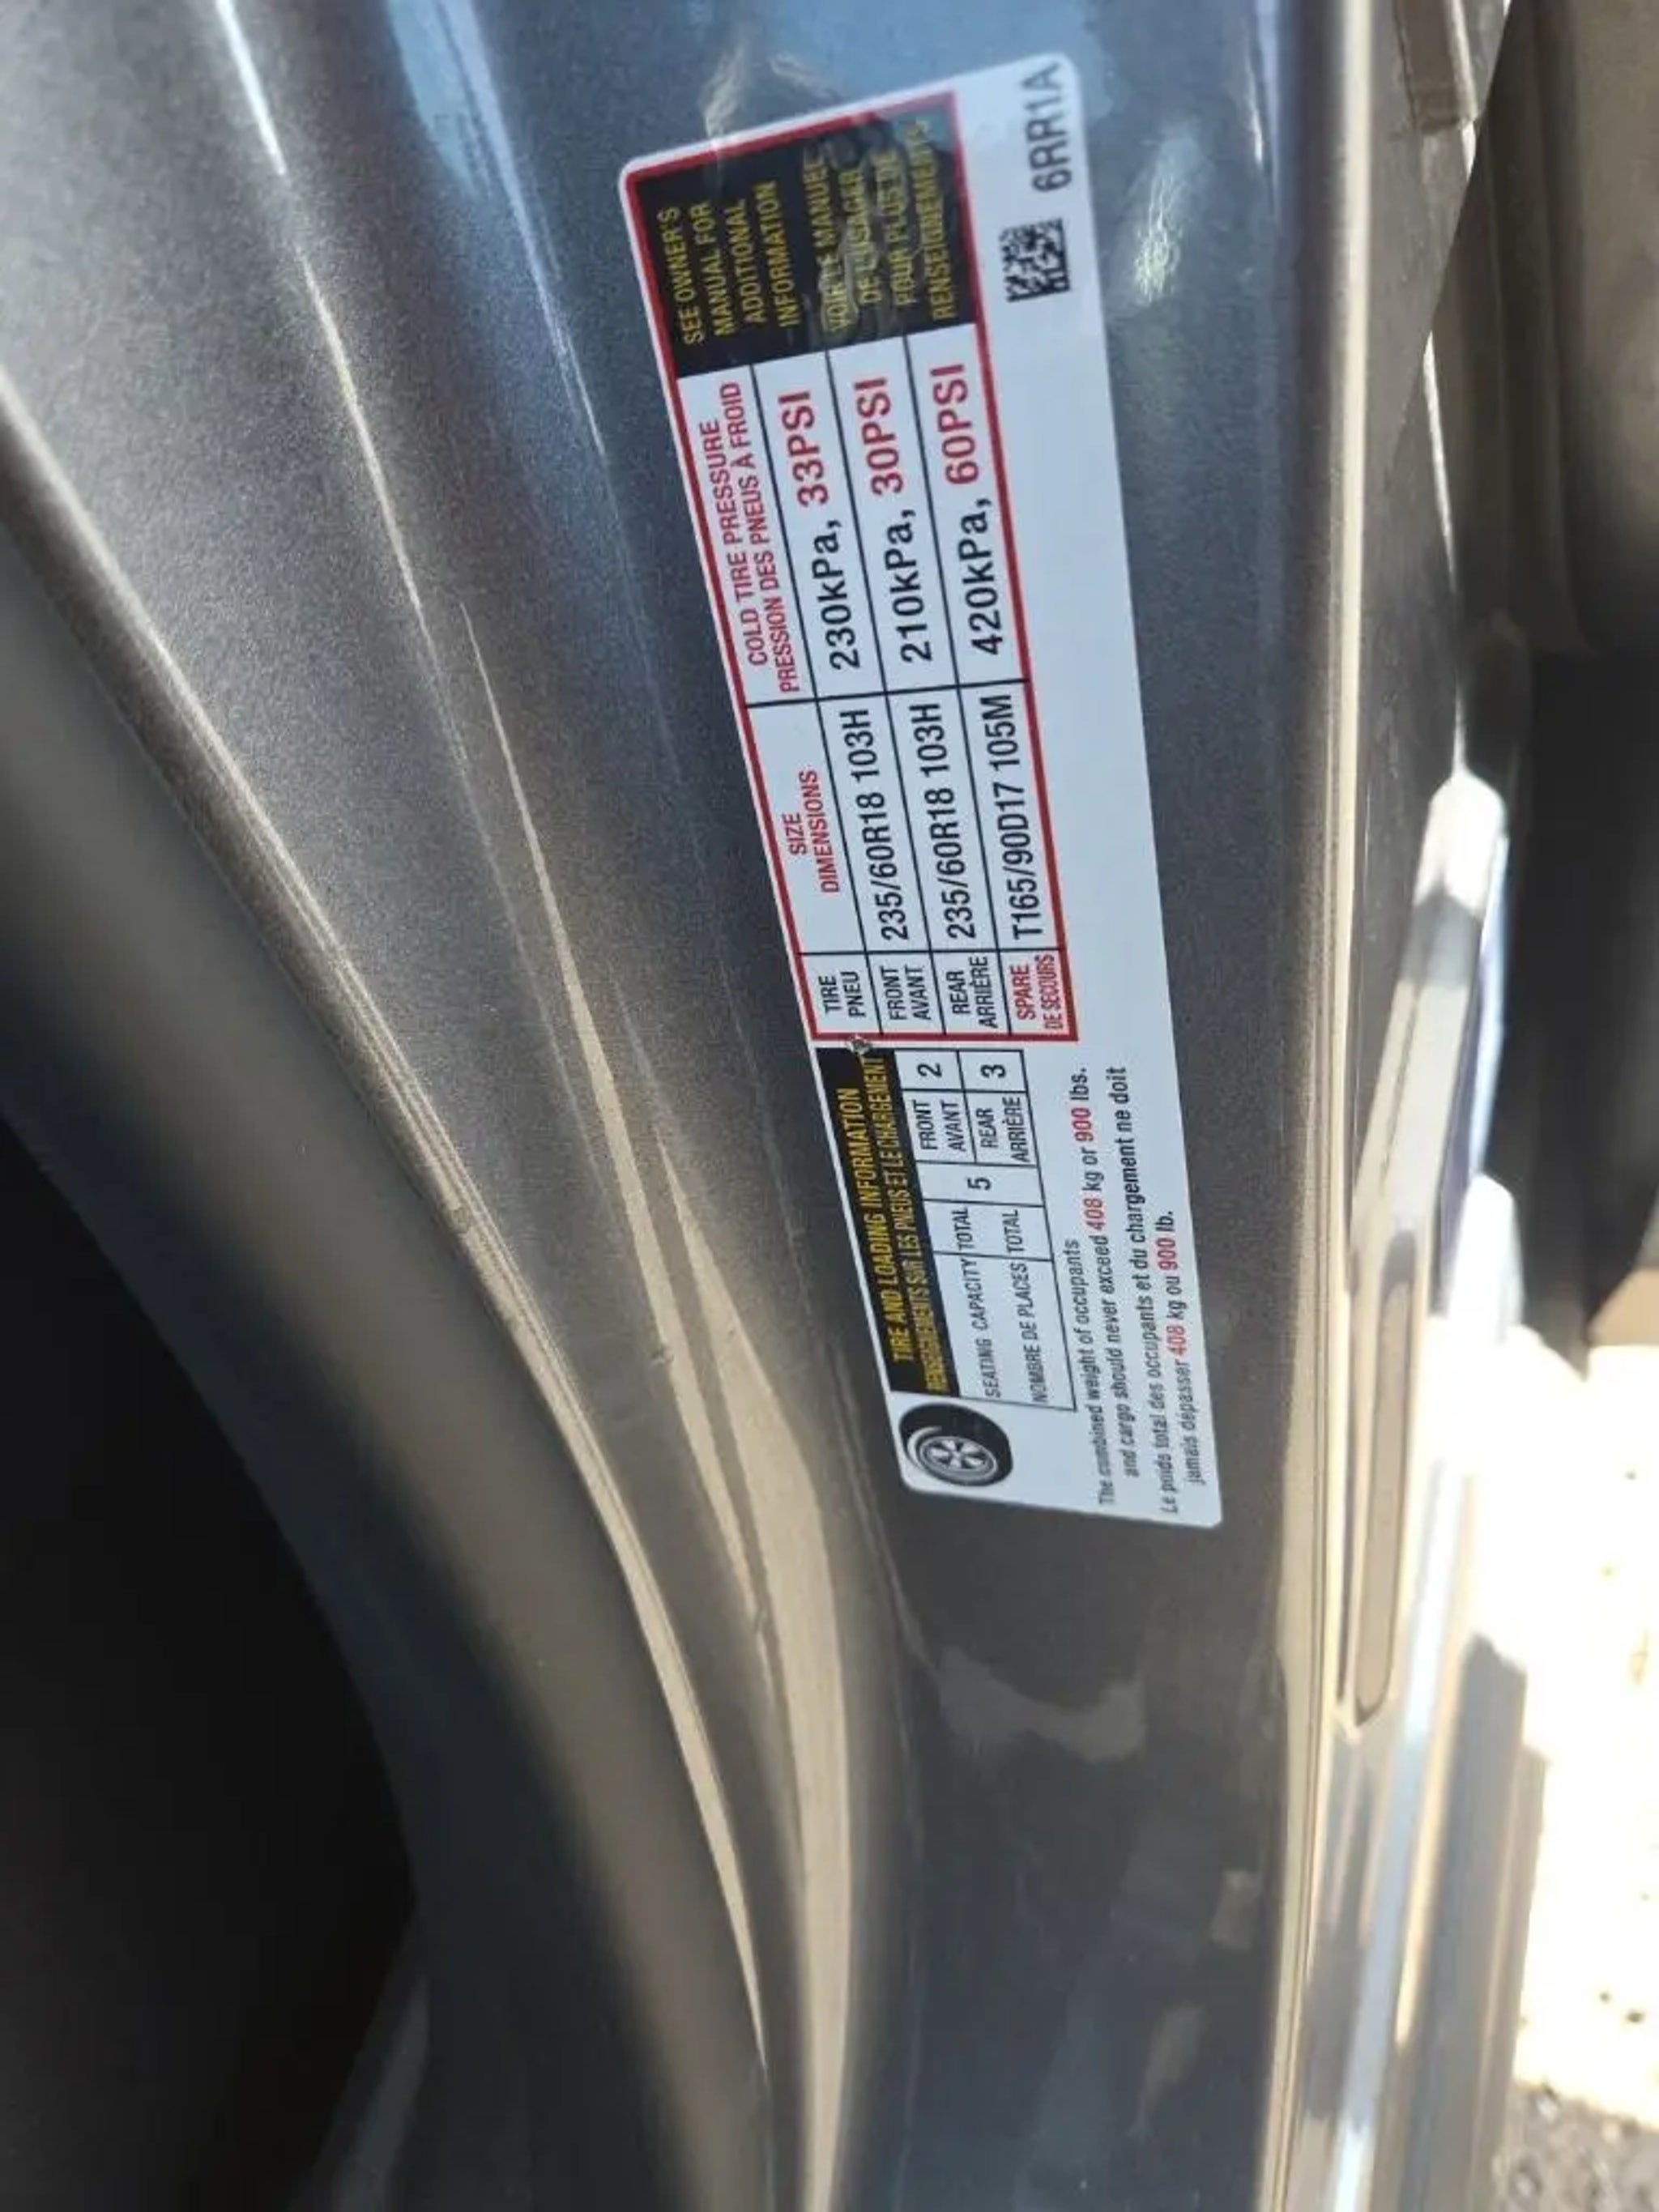 TIRE AND LOADING INFORMATION
RENSEIGNEMENTS SUR LES PNEUS ET LE CHARGEMENT
SEATING CAPACITY TOTAL 5 FRONT AVANT 2
NOMBRE DE PLACES TOTAL REAR ARRIÈRE 3
The combined weight of occupants
and cargo should never exceed 408 kg or 900 lbs.
Le poids total des occupants et du chargement ne doit
jamais dépasser 408 kg ou 900 lb.
TIRE
PNEU
SIZE
DIMENSIONS
COLD TIRE PRESSURE
PRESSION DES PNEUS À FROID
FRONT
AVANT
235/60R18 103H
230kPa, 33PSI
REAR
ARRIÈRE
235/60R18 103H
210kPa, 30PSI
SPARE
DE SECOURS
T165/90D17 105M
420kPa, 60PSI
SEE OWNER'S
MANUAL FOR
ADDITIONAL
INFORMATION
VOIR LE MANUEL
DE L'USAGER
POUR PLUS DE
RENSEIGNEMENTS
6RR1A